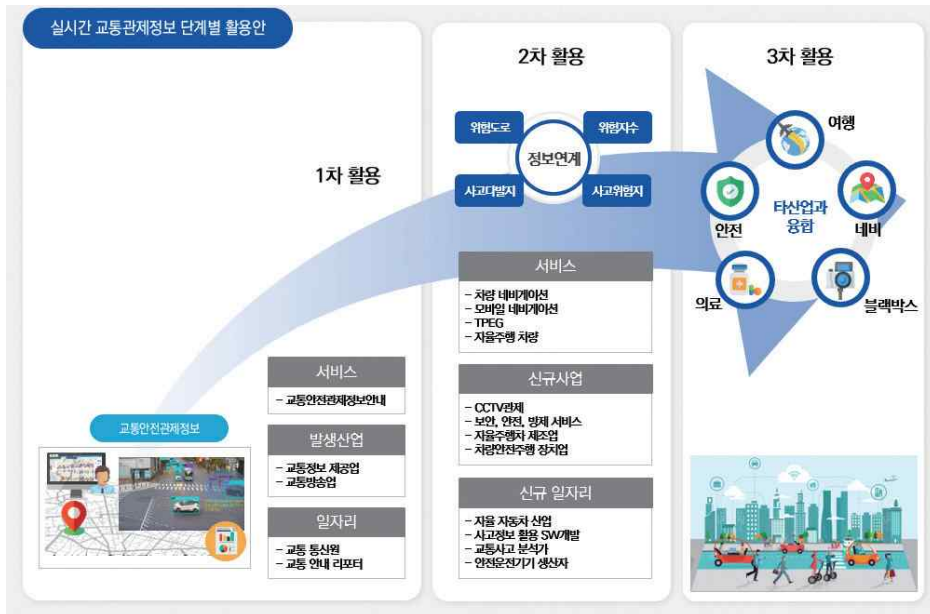 실시간 교통관제정보 단계별 활용안
1차 활용
교통안전관제정보
서비스
- 교통안전관제정보안내
발생산업
- 교통정보 제공업
- 교통방송업
일자리
- 교통 통신원
- 교통 안내 리포터
2차 활용
위험도로
위험지수
정보연계
사고다발지
사고위험지
서비스
- 차량 네비게이션
- 모바일 네비게이션
- TPEG
- 자율주행 차량
신규사업
- CCTV관제
- 보안, 안전, 방제 서비스
- 자율주행차 제조업
- 차량안전주행 장치업
신규 일자리
- 자율 자동차 산업
- 사고정보 활용 SW개발
- 교통사고 분석가
- 안전운전기기 생산자
3차 활용
여행
안전
타산업과
융합
네비
의료
블랙박스